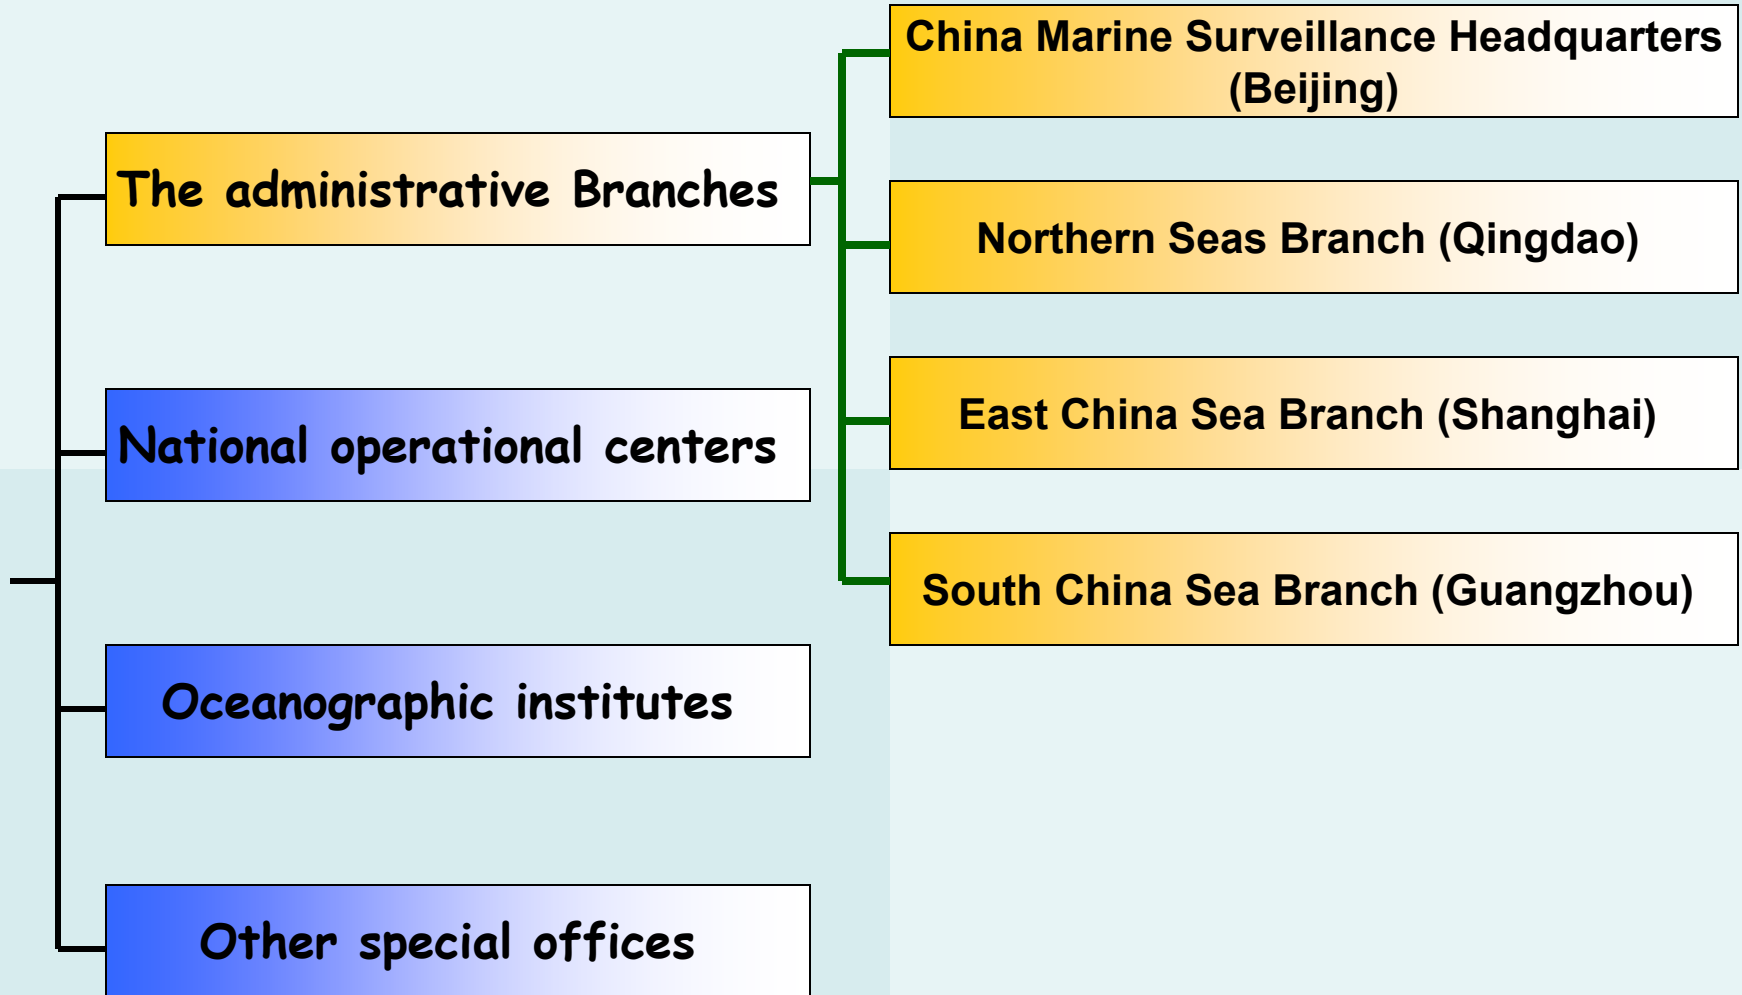 The administrative Branches
National operational centers
Oceanographic institutes
Other special offices
China Marine Surveillance Headquarters
(Beijing)
Northern Seas Branch (Qingdao)
East China Sea Branch (Shanghai)
South China Sea Branch (Guangzhou)